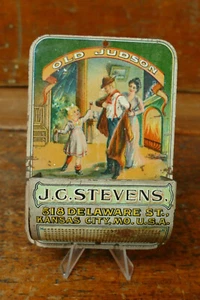 OLD JUDSON
J.C. STEVENS,
518 DELAWARE ST.,
KANSAS CITY, MO. U.S.A.